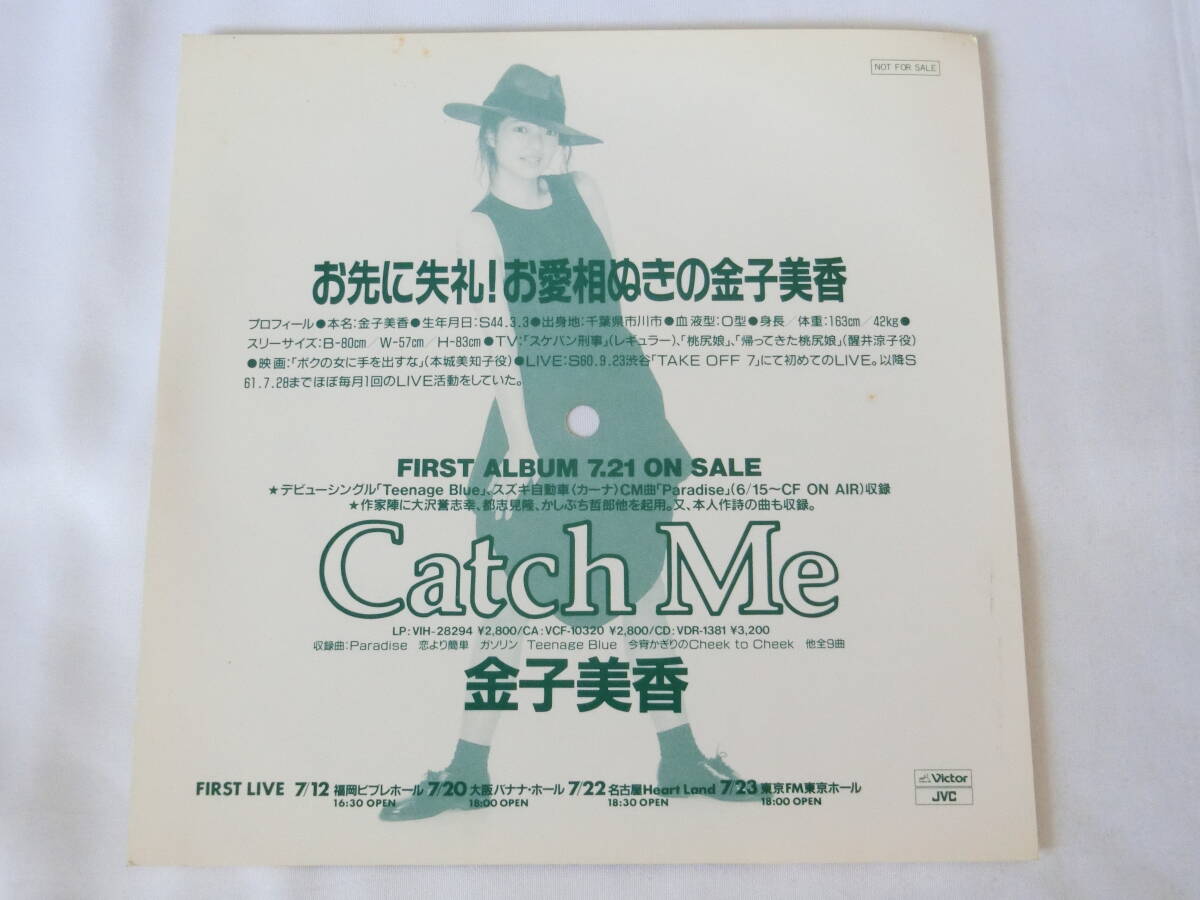 NOT FOR SALE
お先に失礼!お愛相ぬきの金子美香
プロフィール●本名:金子美香●生年月日:S44.3.3●出身地:千葉県市川市●血液型:O型●身長/体重:163cm/42kg●
スリーサイズ:B-80cm/W-57cm/H-83cm●TV:「スケバン刑事」(レギュラー)、「桃尻娘」、「帰ってきた桃尻娘」(醒井涼子役)
●映画:「ボクの女に手を出すな」(本城美知子役)●LIVE:S60.9.23渋谷「TAKE OFF 7」にて初めてのLIVE。以降S
61.7.28までほぼ毎月1回のLIVE活動をしていた。
FIRST ALBUM 7.21 ON SALE
★デビューシングル「Teenage Blue」、スズキ自動車(カーナ)CM曲「Paradise」(6/15〜CF ON AIR)収録
★作家陣に大沢誉志幸、都志見隆、かしぶち哲郎他を起用。又、本人作詩の曲も収録。
Catch Me
LP:VIH-28294 ¥2,800/CA:VCF-10320 ¥2,800/CD:VDR-1381 ¥3,200
収録曲:Paradise 恋より簡単 ガソリン Teenage Blue 今宵かぎりのCheek to Cheek 他全9曲
金子美香
FIRST LIVE 7/12 福岡ビブレホール 7/20 大阪バナナ・ホール 7/22 名古屋Heart Land 7/23 東京FM東京ホール
16:30 OPEN 18:00 OPEN 18:30 OPEN 18:00 OPEN
Victor
JVC